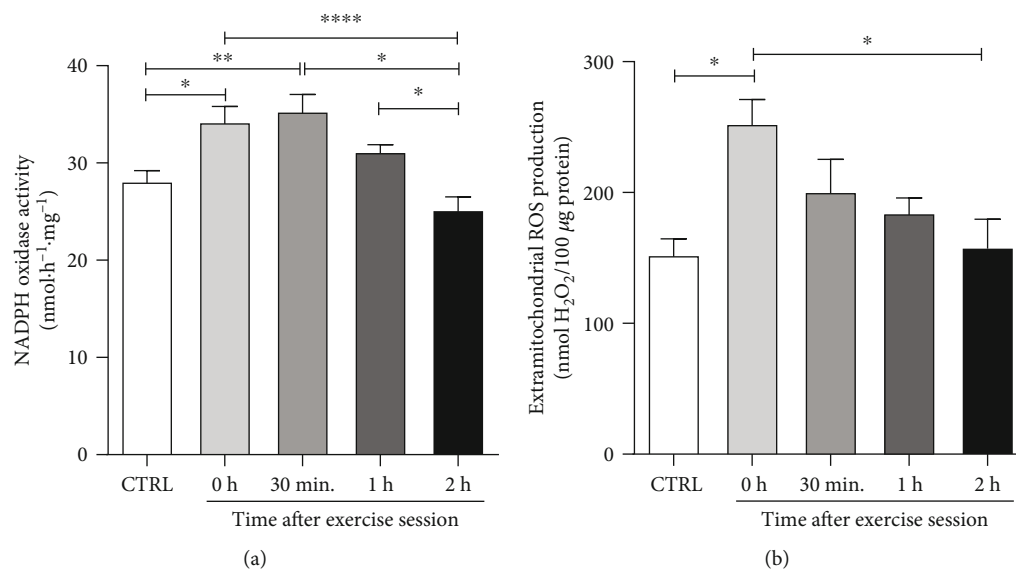 ****
**
*
*
*
40
30
20
10
0
NADPH oxidase activity
(nmol·h⁻¹·mg⁻¹)
CTRL
0 h
30 min.
1 h
2 h
Time after exercise session
(a)
*
*
300
200
100
0
Extramitochondrial ROS production
(nmol H₂O₂/100 µg protein)
CTRL
0 h
30 min.
1 h
2 h
Time after exercise session
(b)